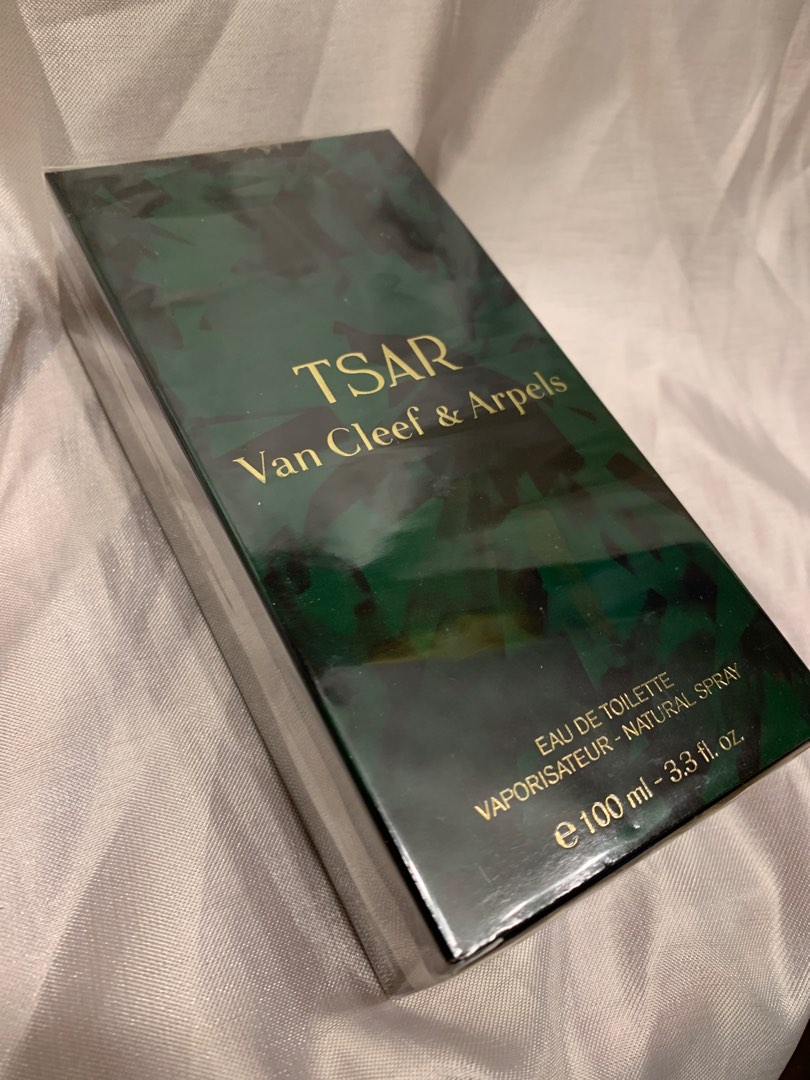 TSAR
Van Cleef & Arpels
EAU DE TOILETTE
VAPORISATEUR - NATURAL SPRAY
e 100 ml - 3.3 fl. oz.